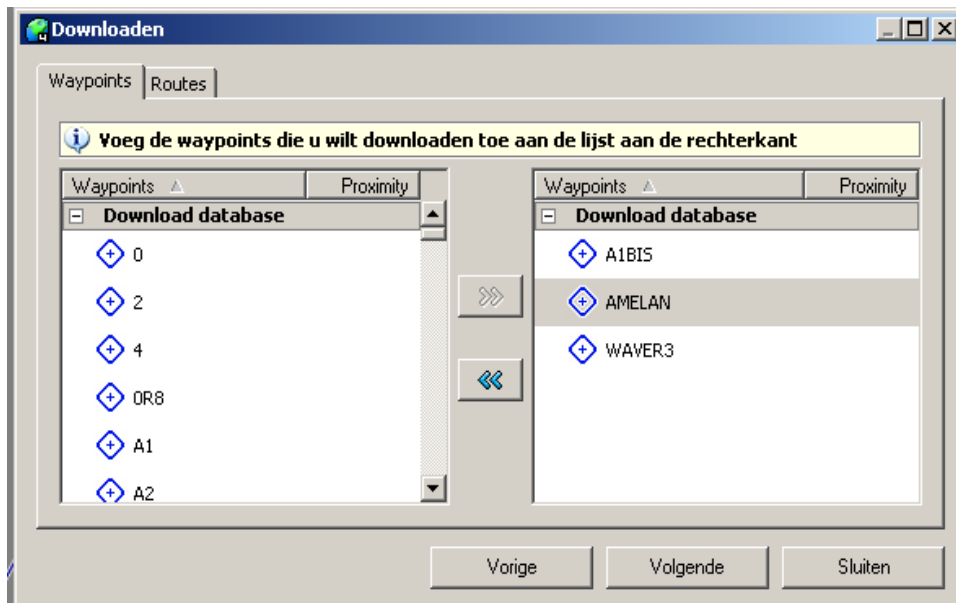 Downloaden
Waypoints Routes
Voeg de waypoints die u wilt downloaden toe aan de lijst aan de rechterkant
Waypoints Proximity
Download database
0
2
4
0R8
A1
A2
Waypoints Proximity
Download database
A1BIS
AMELAN
WAVER3
Vorige Volgende Sluiten